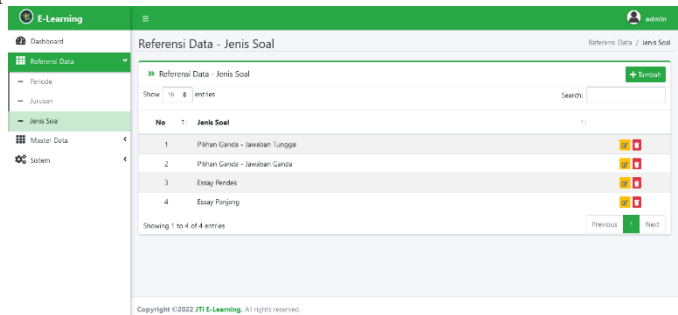 E-Learning
admin
Dashboard
Referensi Data
Periode
Jurusan
Jenis Soal
Master Data
Sistem
Referensi Data - Jenis Soal
Referensi Data / Jenis Soal
Referensi Data - Jenis Soal
+ Tambah
Show 10 entries
Search:
No Jenis Soal
1 Pilihan Ganda - Jawaban Tunggal
2 Pilihan Ganda - Jawaban Ganda
3 Essay Pendek
4 Essay Panjang
Showing 1 to 4 of 4 entries
Previous 1 Next
Copyright ©2022 JTI E-Learning. All rights reserved.